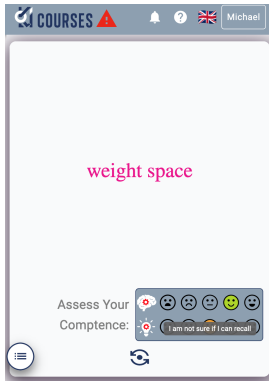 COURSES
Michael
weight space
Assess Your
Comptence:
I am not sure if I can recall